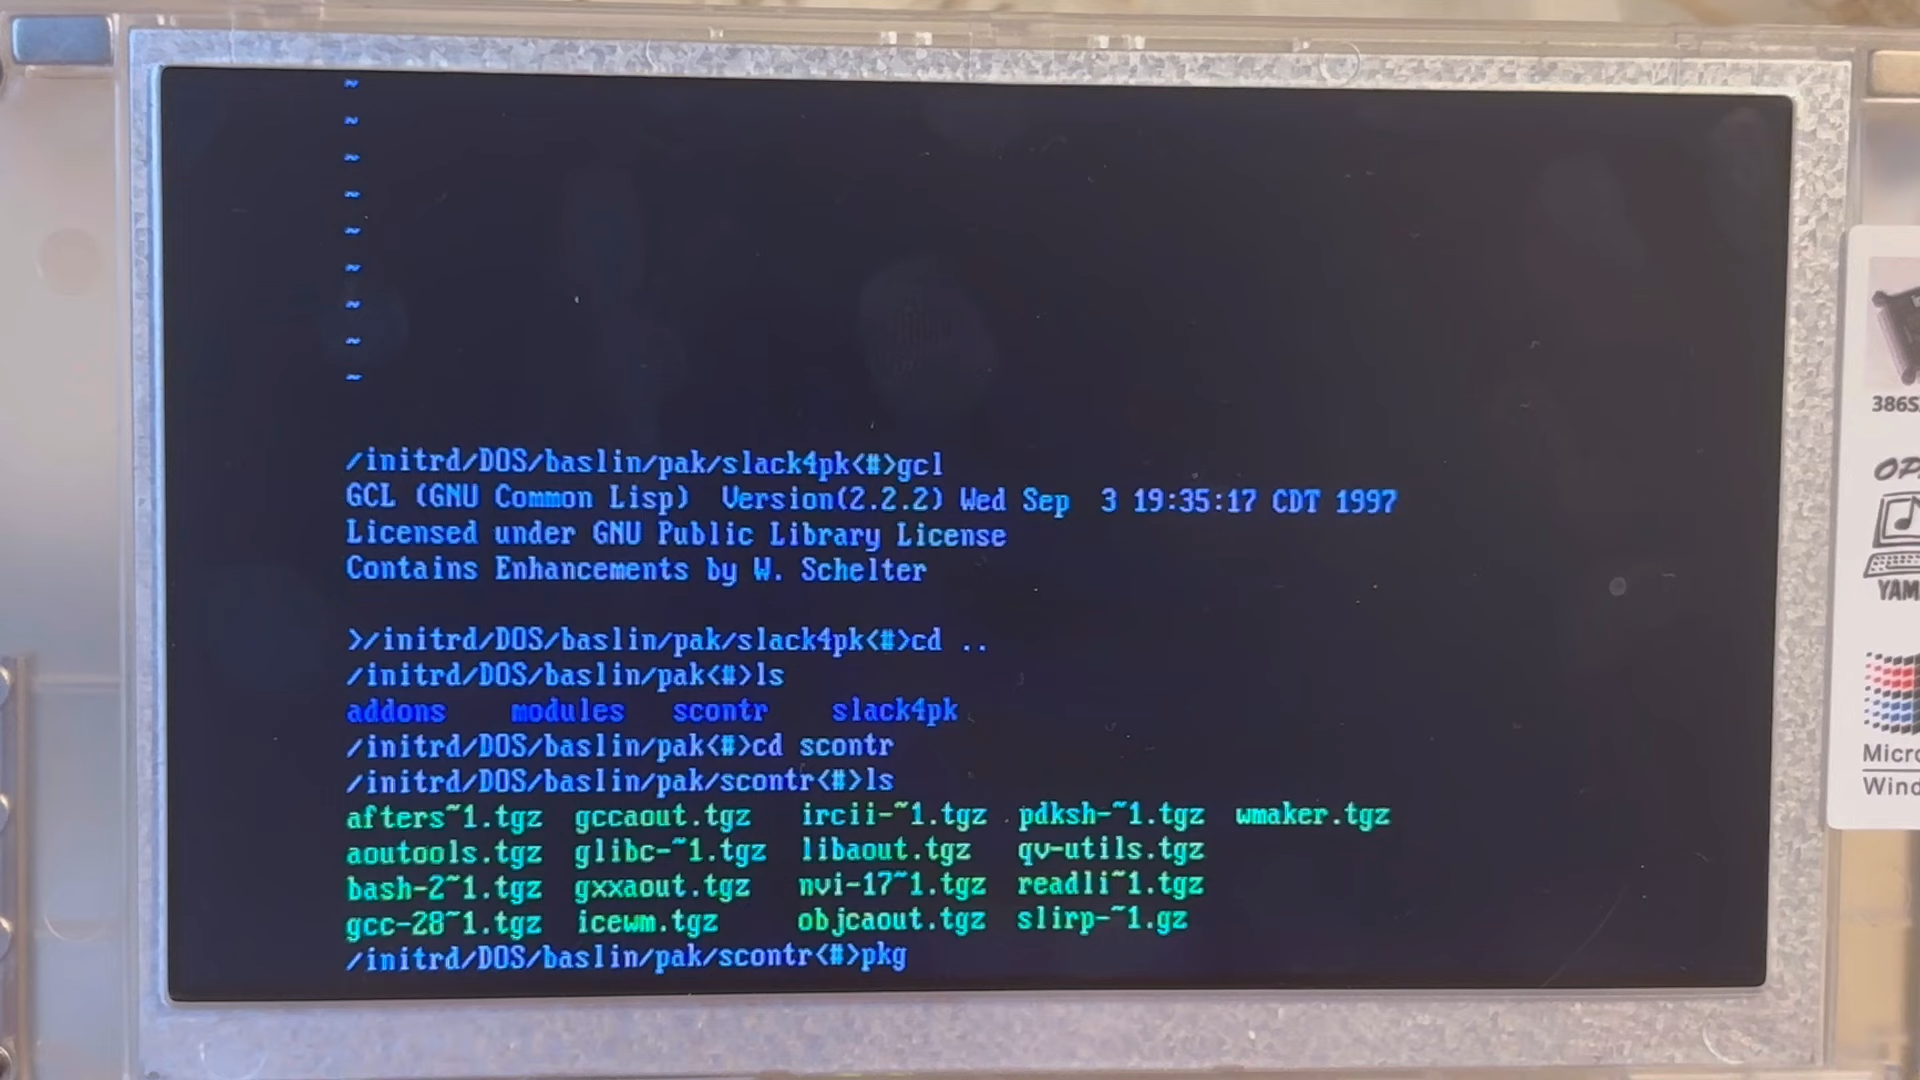 ~
~
~
~
~
~
~
~
~
/initrd/DOS/baslin/pak/slack4pk<#>gcl
GCL (GNU Common Lisp)  Version(2.2.2) Wed Sep  3 19:35:17 CDT 1997
Licensed under GNU Public Library License
Contains Enhancements by W. Schelter
>/initrd/DOS/baslin/pak/slack4pk<#>cd ..
/initrd/DOS/baslin/pak<#>ls
addons    modules   scontr    slack4pk
/initrd/DOS/baslin/pak<#>cd scontr
/initrd/DOS/baslin/pak/scontr<#>ls
afters~1.tgz  gccaout.tgz   ircii-~1.tgz  pdksh-~1.tgz  wmaker.tgz
aoutools.tgz  glibc-~1.tgz  libaout.tgz   qv-utils.tgz
bash-2~1.tgz  gxxaout.tgz   nvi-17~1.tgz  readli~1.tgz
gcc-28~1.tgz  icewm.tgz     objcaout.tgz  slirp-~1.gz
/initrd/DOS/baslin/pak/scontr<#>pkg
386S
OP
YAM
Micro
Wind